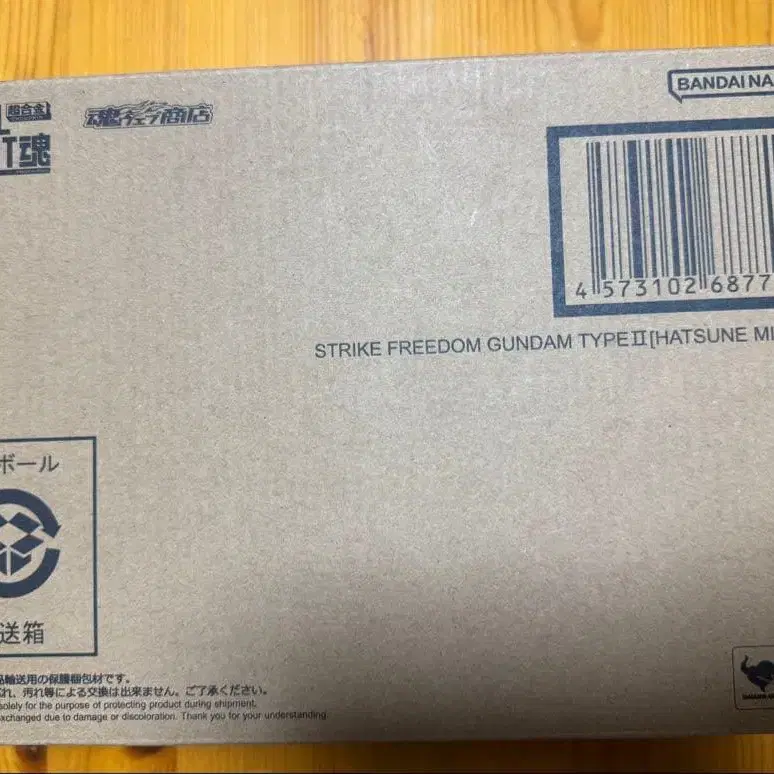 超合金
魂ウェブ商店
BANDAI NA
T魂
4 573102 6877
STRIKE FREEDOM GUNDAM TYPEⅡ[HATSUNE MI
ボール
送箱
品輸送用の保護梱包材です。
れ、汚れ等による交換は出来ません。ご了承ください。
solely for the purpose of protecting product during shipment.
exchanged due to damage or discoloration. Thank you for your understanding.